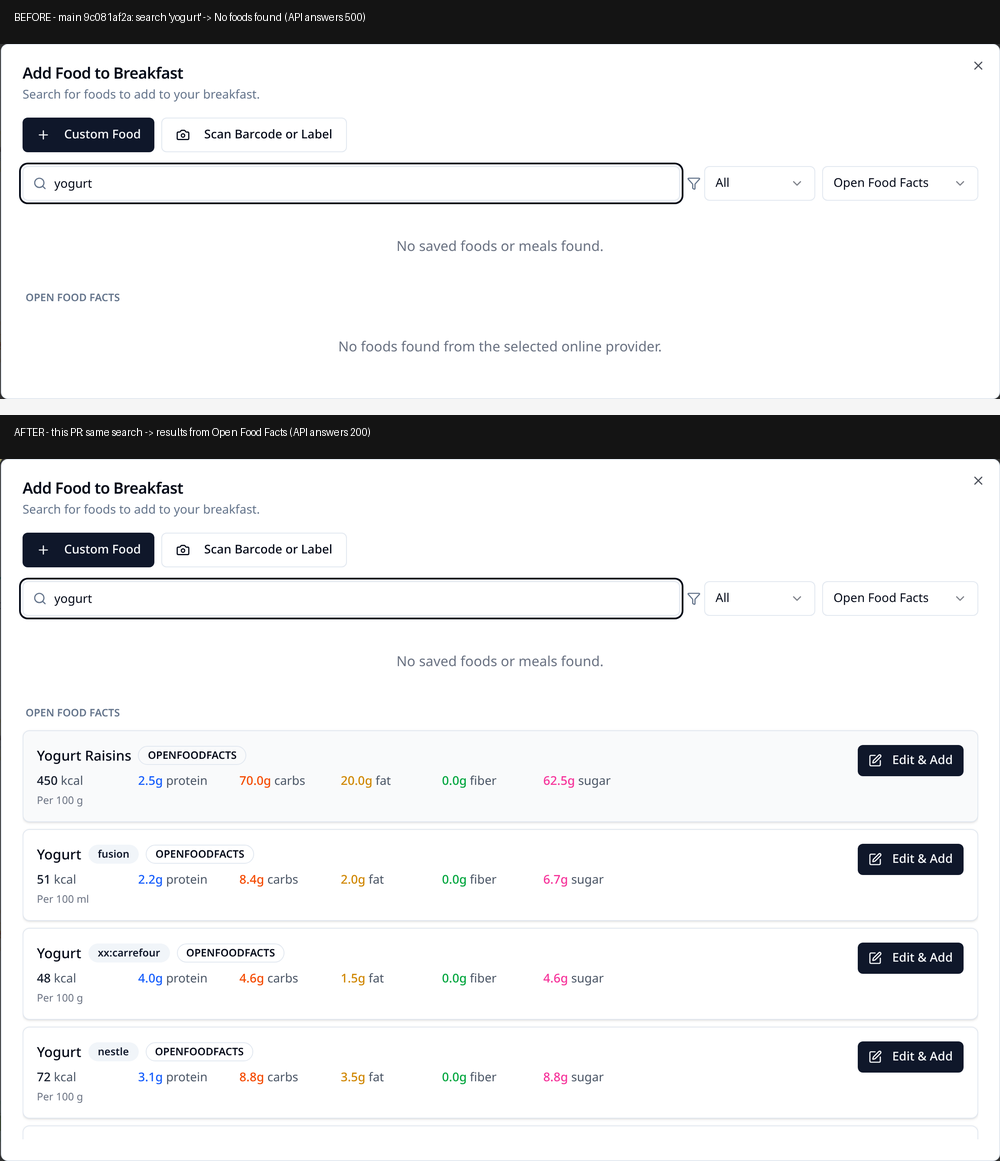 BEFORE - main 9c081af2a: search 'yogurt' -> No foods found (API answers 500)
Add Food to Breakfast
Search for foods to add to your breakfast.
Custom Food
Scan Barcode or Label
yogurt
All
Open Food Facts
No saved foods or meals found.
OPEN FOOD FACTS
No foods found from the selected online provider.
AFTER - this PR: same search -> results from Open Food Facts (API answers 200)
Add Food to Breakfast
Search for foods to add to your breakfast.
Custom Food
Scan Barcode or Label
yogurt
All
Open Food Facts
No saved foods or meals found.
OPEN FOOD FACTS
Yogurt Raisins OPENFOODFACTS
Edit & Add
450 kcal 2.5g protein 70.0g carbs 20.0g fat 0.0g fiber 62.5g sugar
Per 100 g
Yogurt fusion OPENFOODFACTS
Edit & Add
51 kcal 2.2g protein 8.4g carbs 2.0g fat 0.0g fiber 6.7g sugar
Per 100 ml
Yogurt xx:carrefour OPENFOODFACTS
Edit & Add
48 kcal 4.0g protein 4.6g carbs 1.5g fat 0.0g fiber 4.6g sugar
Per 100 g
Yogurt nestle OPENFOODFACTS
Edit & Add
72 kcal 3.1g protein 8.8g carbs 3.5g fat 0.0g fiber 8.8g sugar
Per 100 g